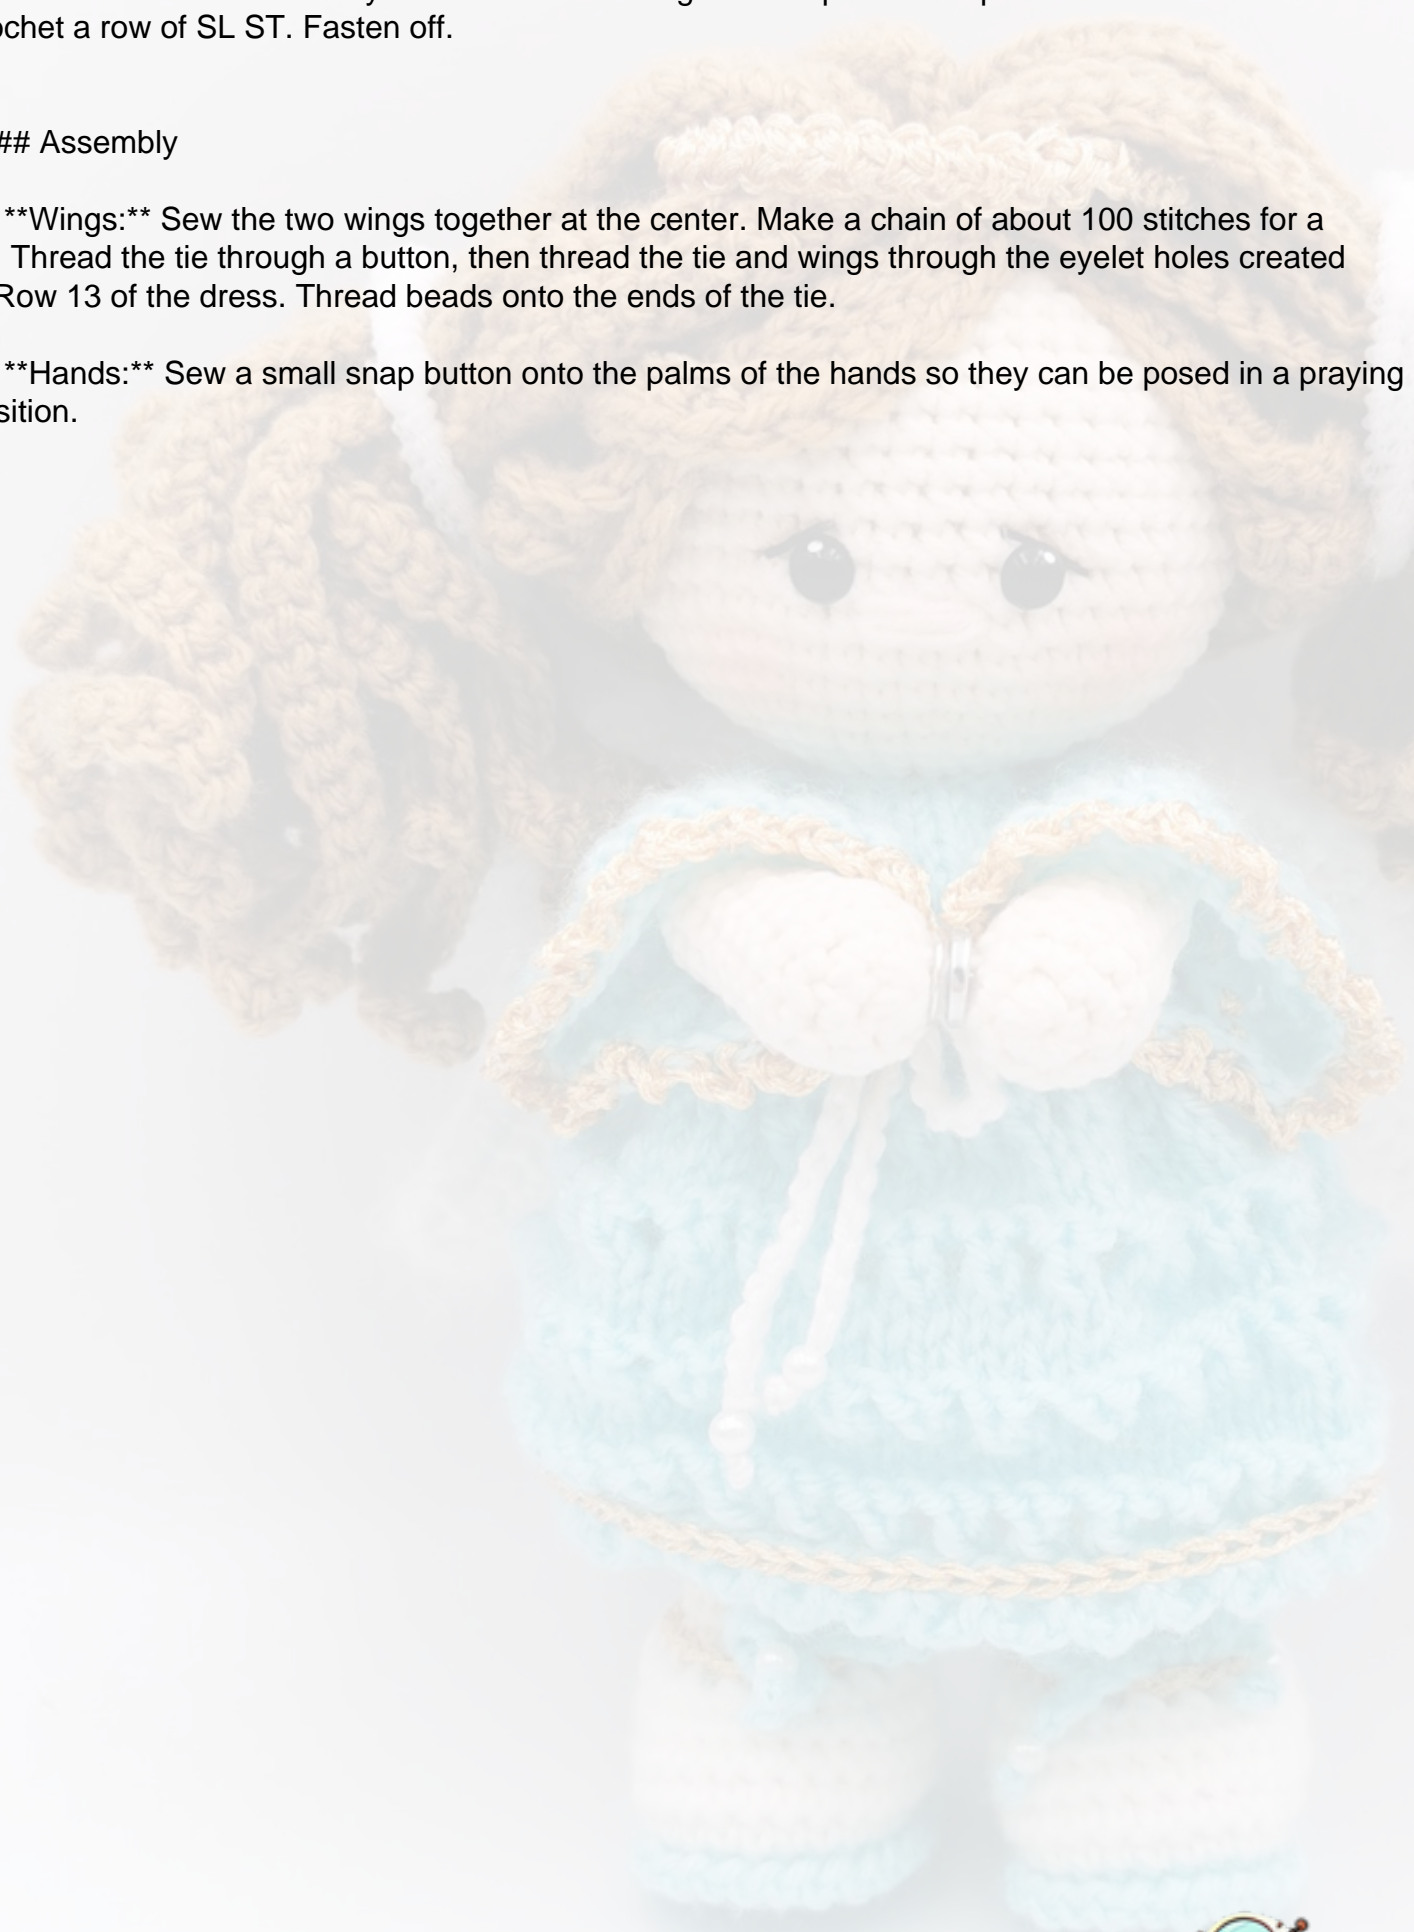 ochet a row of SL ST. Fasten off.
## Assembly
**Wings:** Sew the two wings together at the center. Make a chain of about 100 stitches for a
Thread the tie through a button, then thread the tie and wings through the eyelet holes created
Row 13 of the dress. Thread beads onto the ends of the tie.
**Hands:** Sew a small snap button onto the palms of the hands so they can be posed in a praying
sition.